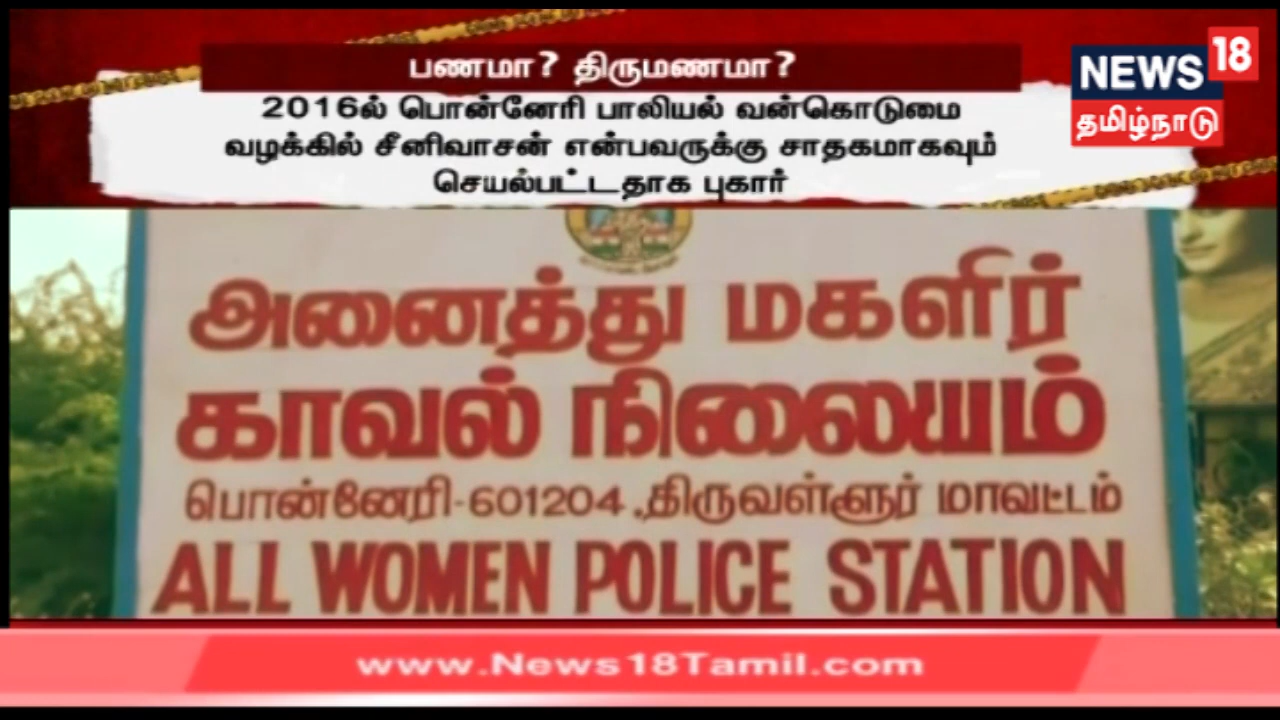 பணமா? திருமணமா?
2016ல் பொன்னேரி பாலியல் வன்கொடுமை
வழக்கில் சீனிவாசன் என்பவருக்கு சாதகமாகவும்
செயல்பட்டதாக புகார்
NEWS 18
தமிழ்நாடு
அனைத்து மகளிர்
காவல் நிலையம்
பொன்னேரி-601204.திருவள்ளூர் மாவட்டம்
ALL WOMEN POLICE STATION
www.News18Tamil.com